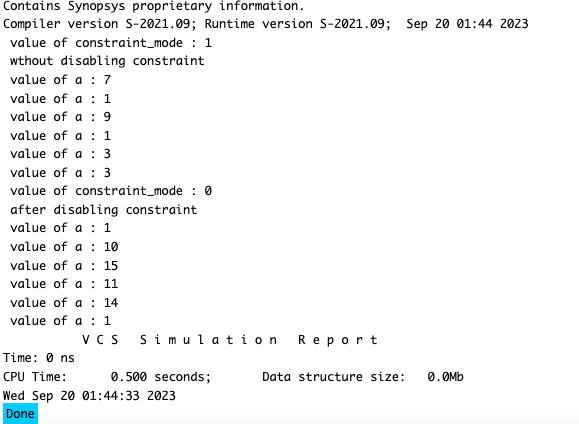 Contains Synopsys proprietary information.
Compiler version S-2021.09; Runtime version S-2021.09;  Sep 20 01:44 2023
value of constraint_mode : 1
wthout disabling constraint
value of a : 7
value of a : 1
value of a : 9
value of a : 1
value of a : 3
value of a : 3
value of constraint_mode : 0
after disabling constraint
value of a : 1
value of a : 10
value of a : 15
value of a : 11
value of a : 14
value of a : 1
V C S   S i m u l a t i o n   R e p o r t
Time: 0 ns
CPU Time:      0.500 seconds;       Data structure size:   0.0Mb
Wed Sep 20 01:44:33 2023
Done